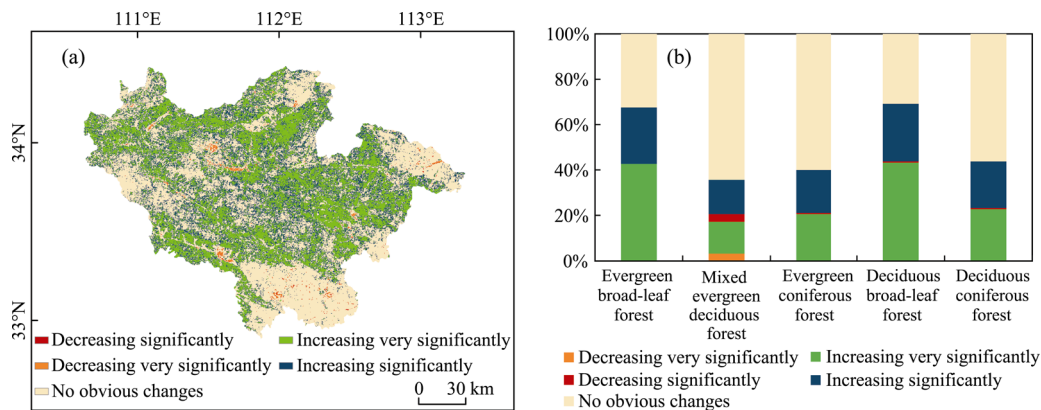 111°E 112°E 113°E
(a)
34°N
33°N
Decreasing significantly Increasing very significantly
Decreasing very significantly Increasing significantly
No obvious changes 0 30 km
(b)
100%
80%
60%
40%
20%
0%
Evergreen
broad-leaf
forest
Mixed
evergreen
deciduous
forest
Evergreen
coniferous
forest
Deciduous
broad-leaf
forest
Deciduous
coniferous
forest
Decreasing very significantly Increasing very significantly
Decreasing significantly Increasing significantly
No obvious changes